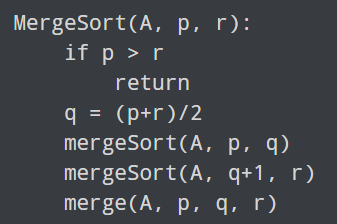 MergeSort(A, p, r):
    if p > r
        return
    q = (p+r)/2
    mergeSort(A, p, q)
    mergeSort(A, q+1, r)
    merge(A, p, q, r)